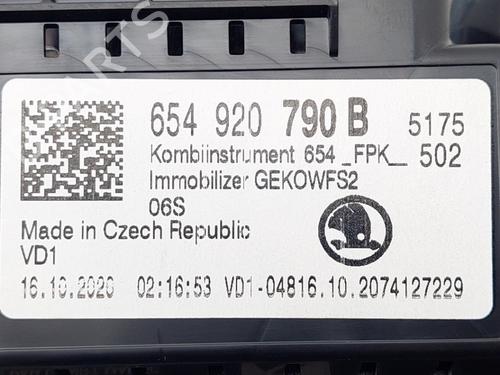 654 920 790 B 5175
Kombiinstrument 654 _FPK__ 502
Immobilizer GEKOWFS2
06S
Made in Czech Republic
VD1
16.10.2020 02:16:53 VD1-04816.10.2074127229